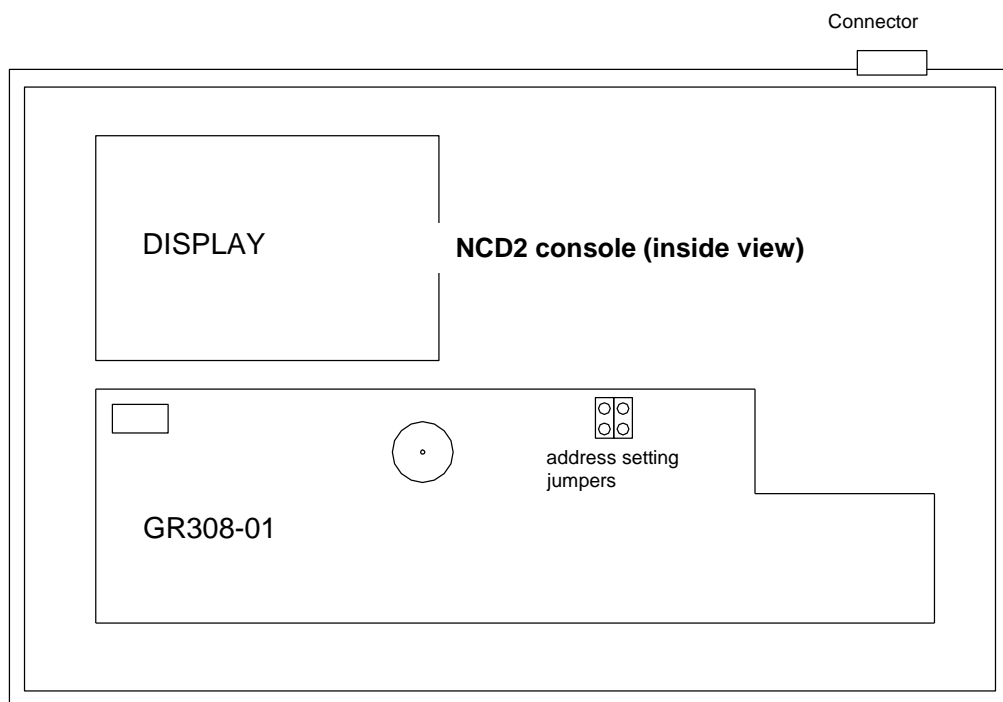 Connector
DISPLAY
NCD2 console (inside view)
address setting
jumpers
GR308-01